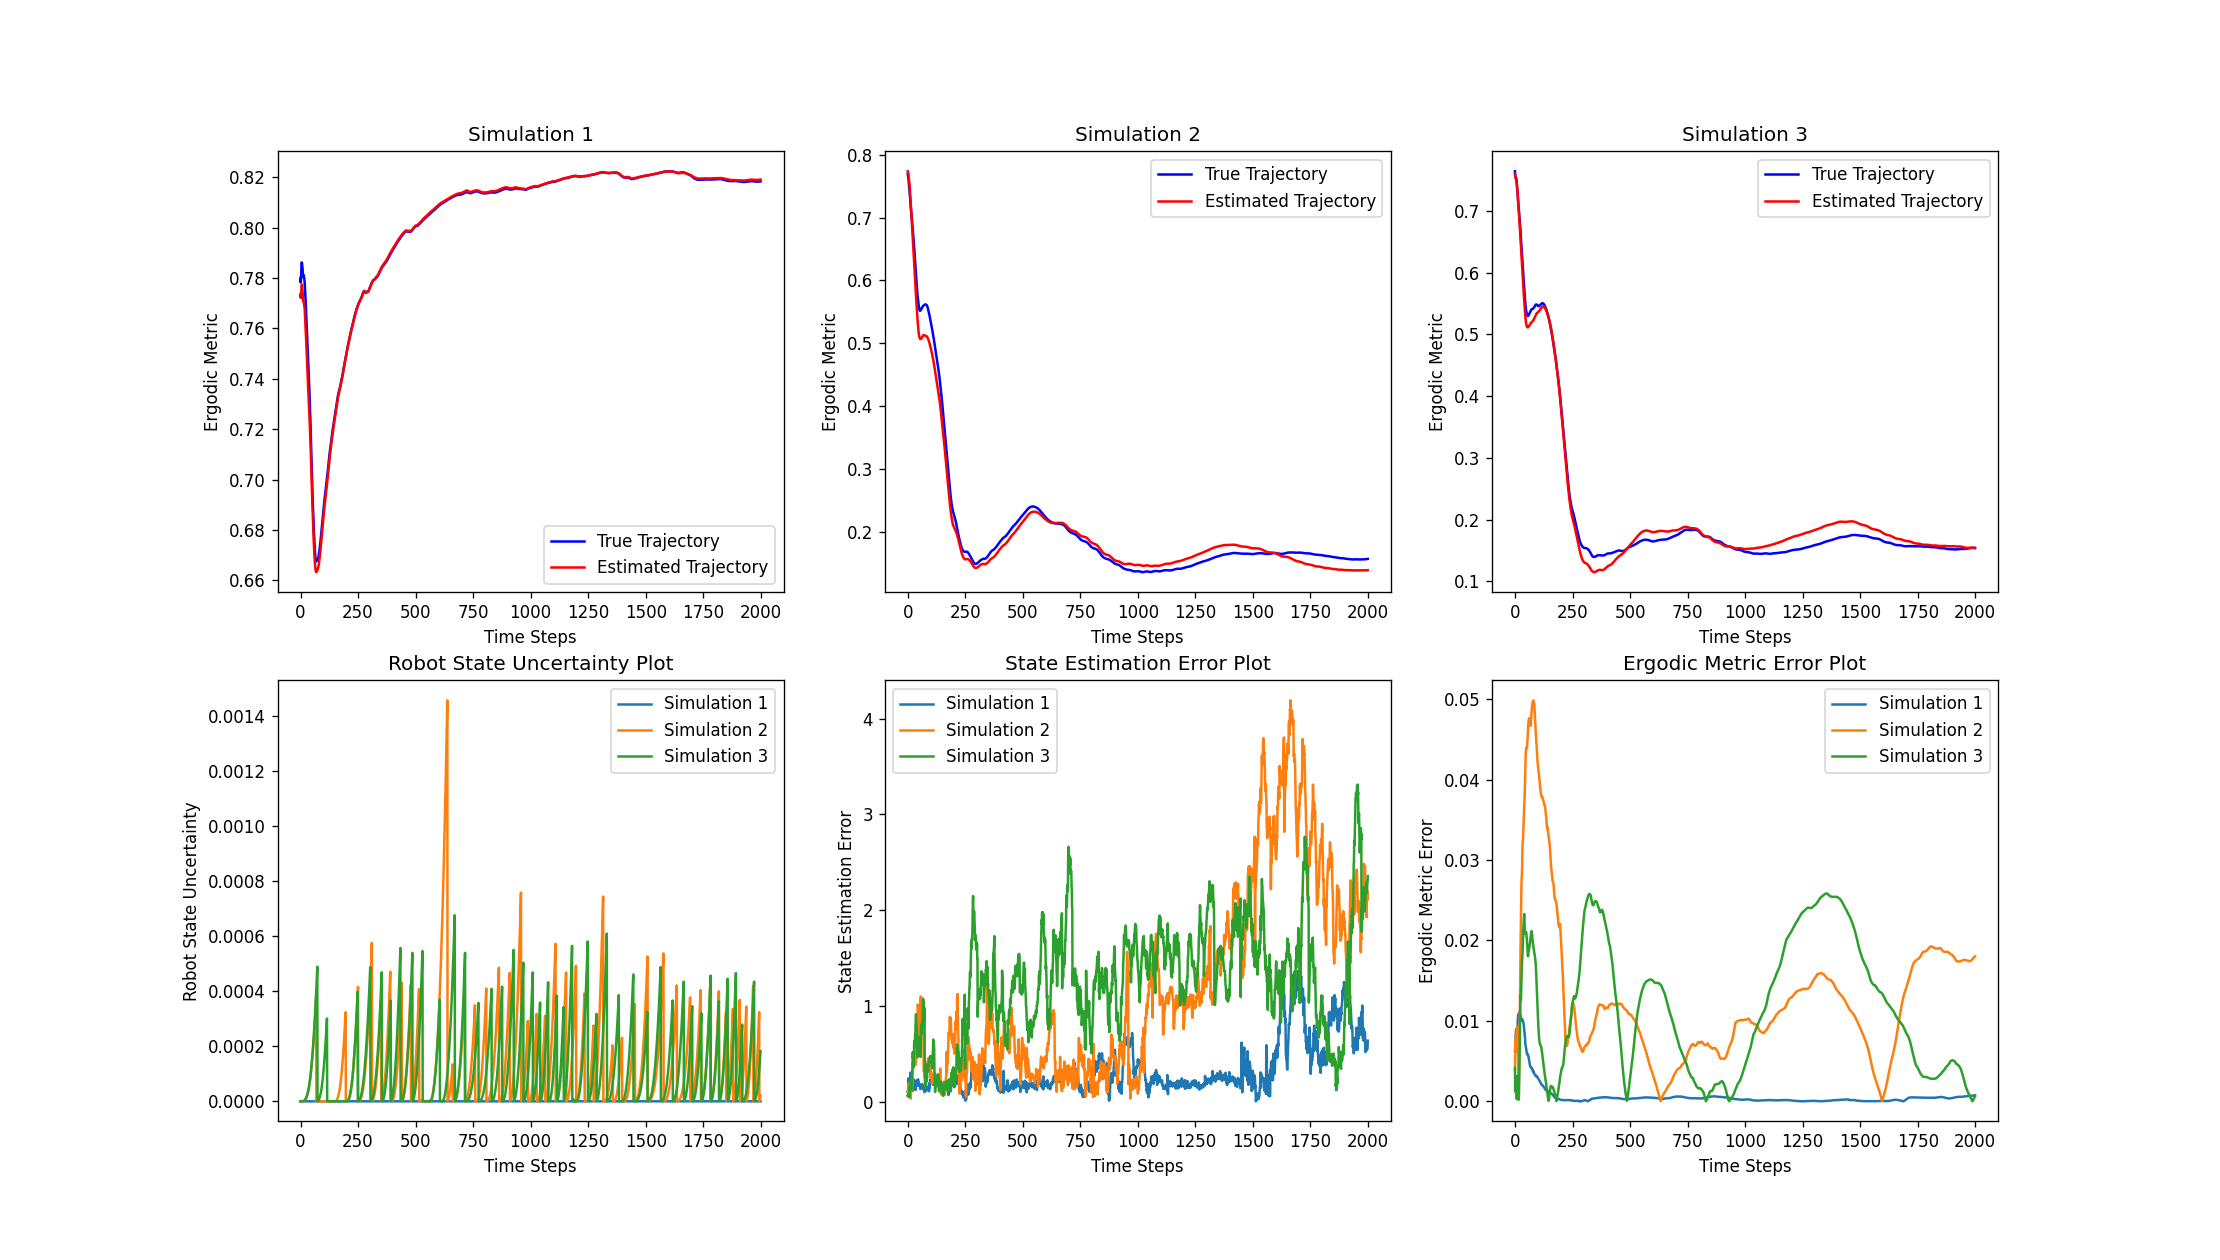 Simulation 1
Ergodic Metric
0.82
0.80
0.78
0.76
0.74
0.72
0.70
0.68
0.66
True Trajectory
Estimated Trajectory
0 250 500 750 1000 1250 1500 1750 2000
Time Steps
Simulation 2
Ergodic Metric
0.8
0.7
0.6
0.5
0.4
0.3
0.2
True Trajectory
Estimated Trajectory
0 250 500 750 1000 1250 1500 1750 2000
Time Steps
Simulation 3
Ergodic Metric
0.7
0.6
0.5
0.4
0.3
0.2
0.1
True Trajectory
Estimated Trajectory
0 250 500 750 1000 1250 1500 1750 2000
Time Steps
Robot State Uncertainty Plot
Robot State Uncertainty
0.0014
0.0012
0.0010
0.0008
0.0006
0.0004
0.0002
0.0000
Simulation 1
Simulation 2
Simulation 3
0 250 500 750 1000 1250 1500 1750 2000
Time Steps
State Estimation Error Plot
State Estimation Error
4
3
2
1
0
Simulation 1
Simulation 2
Simulation 3
0 250 500 750 1000 1250 1500 1750 2000
Time Steps
Ergodic Metric Error Plot
Ergodic Metric Error
0.05
0.04
0.03
0.02
0.01
0.00
Simulation 1
Simulation 2
Simulation 3
0 250 500 750 1000 1250 1500 1750 2000
Time Steps